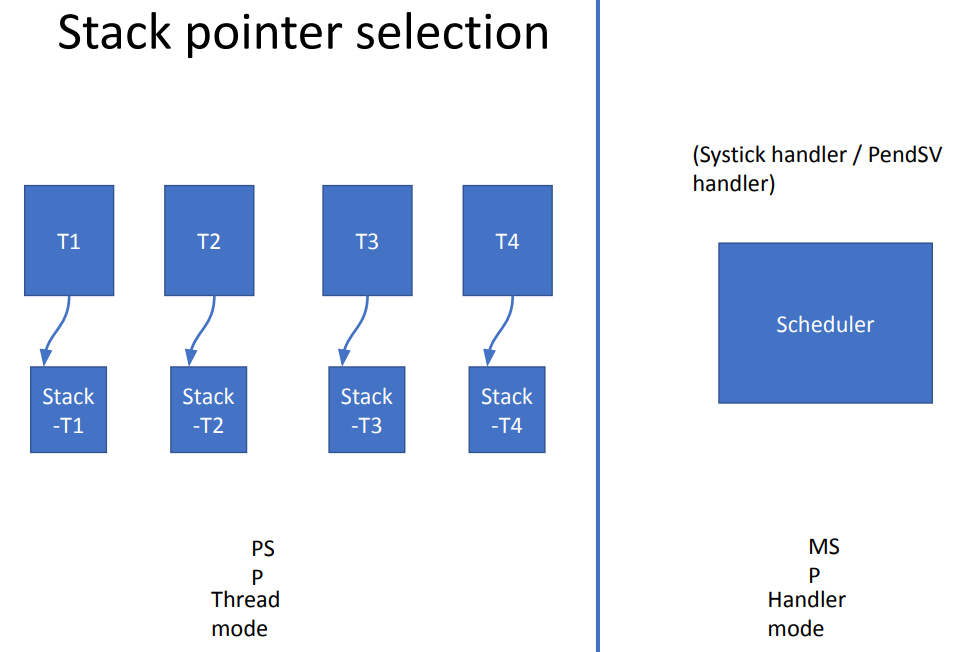 Stack pointer selection
(Systick handler / PendSV
handler)
T1
T2
T3
T4
Scheduler
Stack
-T1
Stack
-T2
Stack
-T3
Stack
-T4
PS
P
Thread
mode
MS
P
Handler
mode